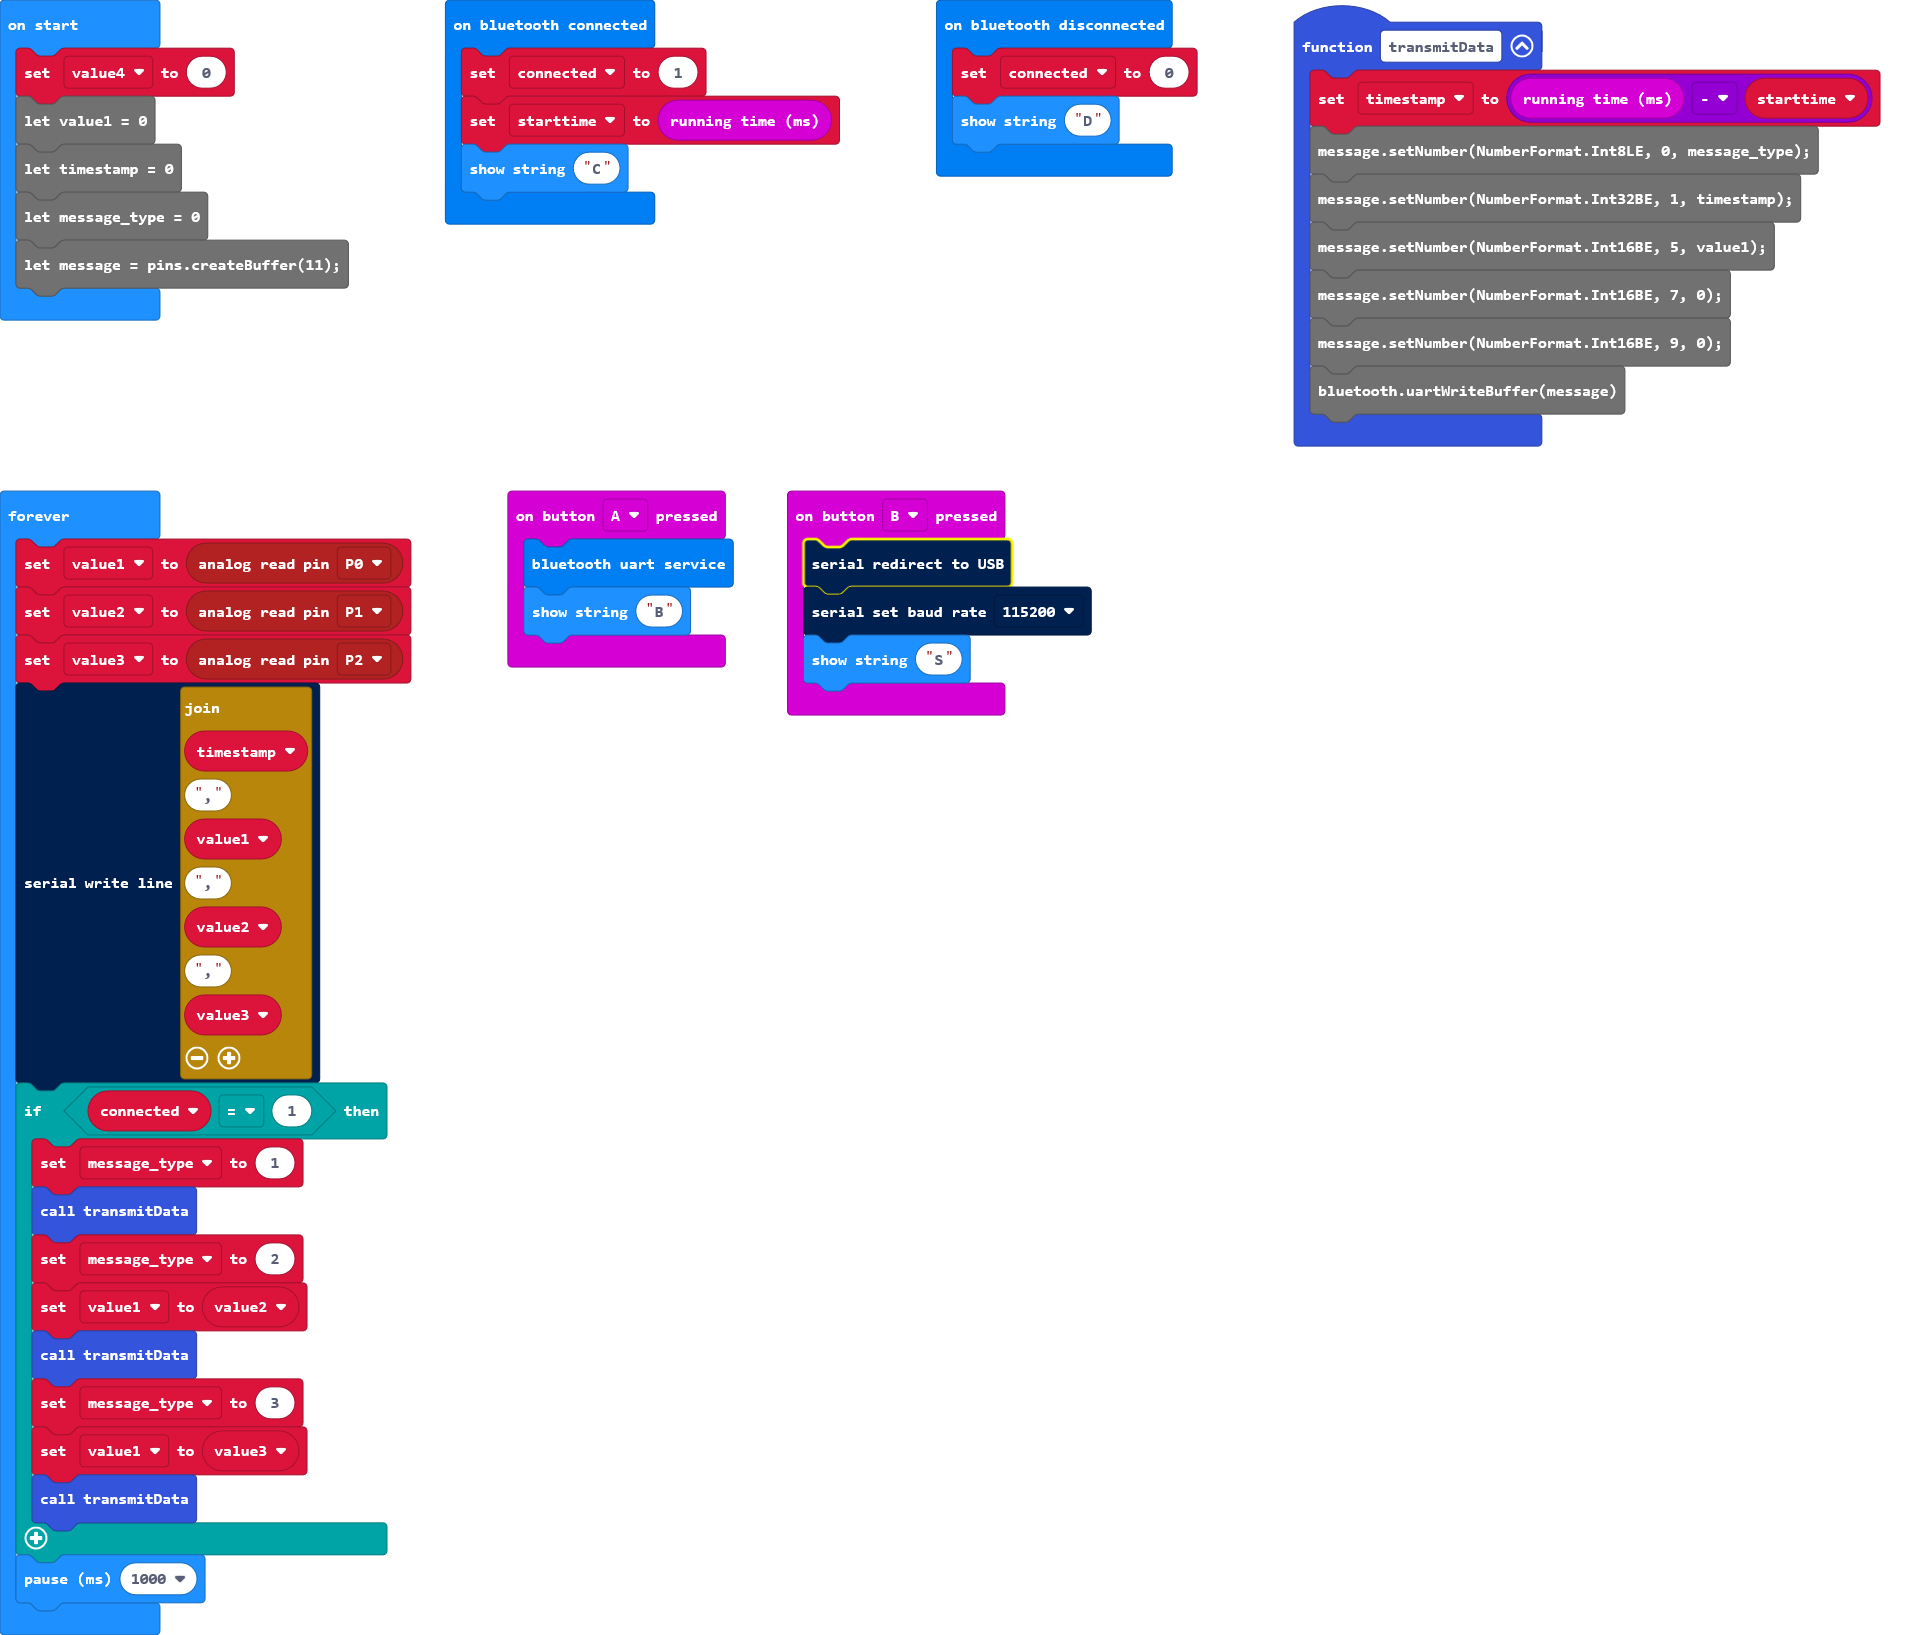 on start
set value4 to 0
let value1 = 0
let timestamp = 0
let message_type = 0
let message = pins.createBuffer(11);
on bluetooth connected
set connected to 1
set starttime to running time (ms)
show string "C"
on bluetooth disconnected
set connected to 0
show string "D"
function transmitData
set timestamp to running time (ms) - starttime
message.setNumber(NumberFormat.Int8LE, 0, message_type);
message.setNumber(NumberFormat.Int32BE, 1, timestamp);
message.setNumber(NumberFormat.Int16BE, 5, value1);
message.setNumber(NumberFormat.Int16BE, 7, 0);
message.setNumber(NumberFormat.Int16BE, 9, 0);
bluetooth.uartWriteBuffer(message)
forever
set value1 to analog read pin P0
set value2 to analog read pin P1
set value3 to analog read pin P2
serial write line
join
timestamp
","
value1
","
value2
","
value3
if connected = 1 then
set message_type to 1
call transmitData
set message_type to 2
set value1 to value2
call transmitData
set message_type to 3
set value1 to value3
call transmitData
pause (ms) 1000
on button A pressed
bluetooth uart service
show string "B"
on button B pressed
serial redirect to USB
serial set baud rate 115200
show string "S"